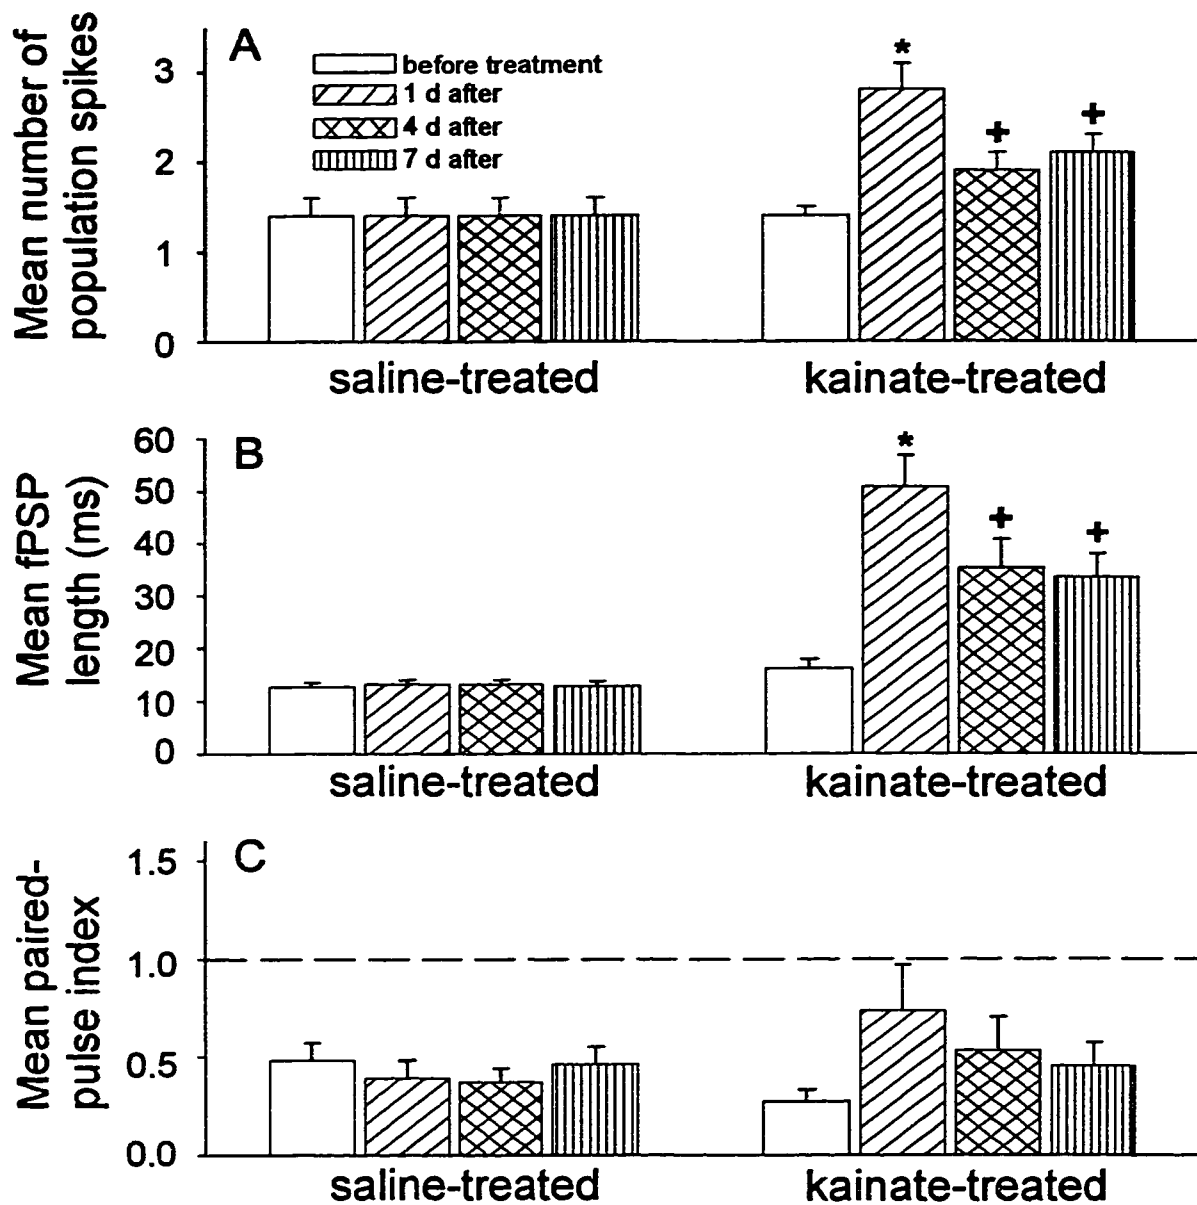 Mean number of
population spikes
A
before treatment
1 d after
4 d after
7 d after
3
2
1
0
*
+
+
saline-treated
kainate-treated
Mean fPSP
length (ms)
B
60
50
40
30
20
10
0
*
+
+
saline-treated
kainate-treated
Mean paired-
pulse index
C
1.5
1.0
0.5
0.0
saline-treated
kainate-treated